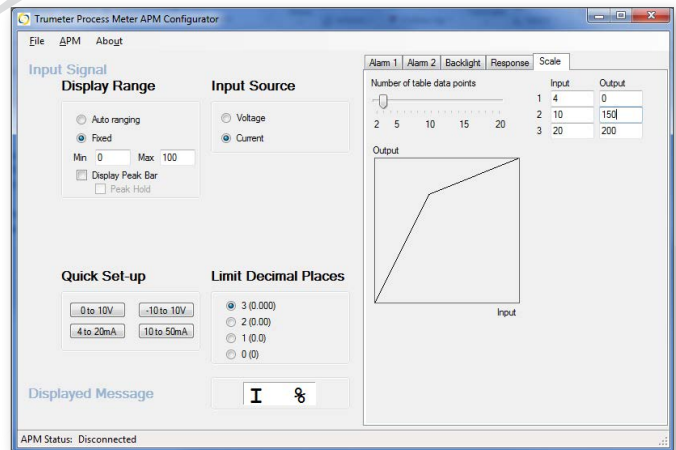 Trumeter Process Meter APM Configurator
File APM About
Input Signal
Display Range
Auto ranging
Fixed
Min 0 Max 100
Display Peak Bar
Peak Hold
Input Source
Voltage
Current
Quick Set-up
0 to 10V -10 to 10V
4 to 20mA 10 to 50mA
Limit Decimal Places
3 (0.000)
2 (0.00)
1 (0.0)
0 (0)
Displayed Message
I %
Alarm 1 Alarm 2 Backlight Response Scale
Number of table data points
2 5 10 15 20
Input Output
1 4 0
2 10 150
3 20 200
Output
Input
APM Status: Disconnected